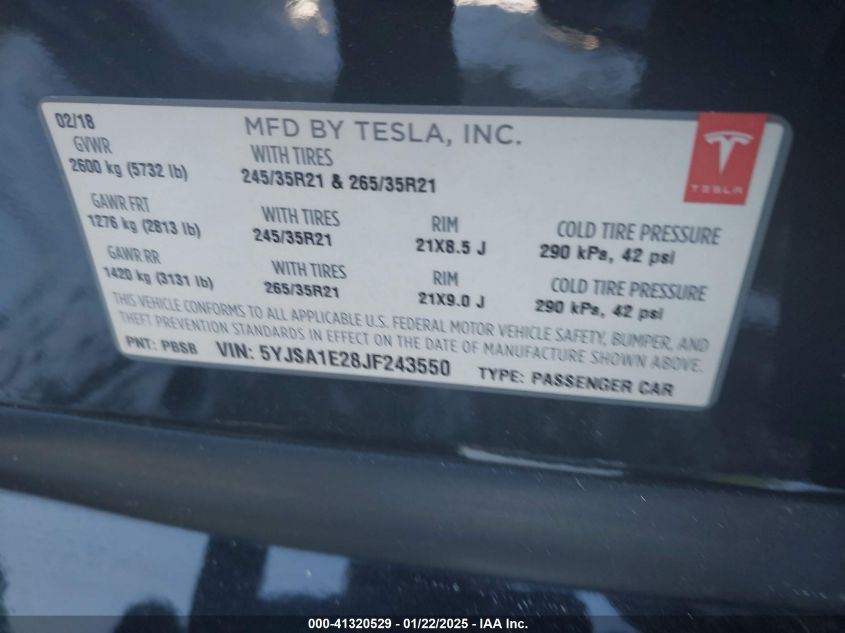 02/18
MFD BY TESLA, INC.
GVWR
2600 kg (5732 lb)
WITH TIRES
245/35R21 & 265/35R21
TESLA
GAWR FRT
1276 kg (2813 lb)
WITH TIRES
245/35R21
RIM
21X8.5 J
COLD TIRE PRESSURE
290 kPa, 42 psi
GAWR RR
1420 kg (3131 lb)
WITH TIRES
265/35R21
RIM
21X9.0 J
COLD TIRE PRESSURE
290 kPa, 42 psi
THIS VEHICLE CONFORMS TO ALL APPLICABLE U.S. FEDERAL MOTOR VEHICLE SAFETY, BUMPER, AND
THEFT PREVENTION STANDARDS IN EFFECT ON THE DATE OF MANUFACTURE SHOWN ABOVE.
PNT: PBSB VIN: 5YJSA1E28JF243550 TYPE: PASSENGER CAR
000-41320529 - 01/22/2025 - IAA Inc.